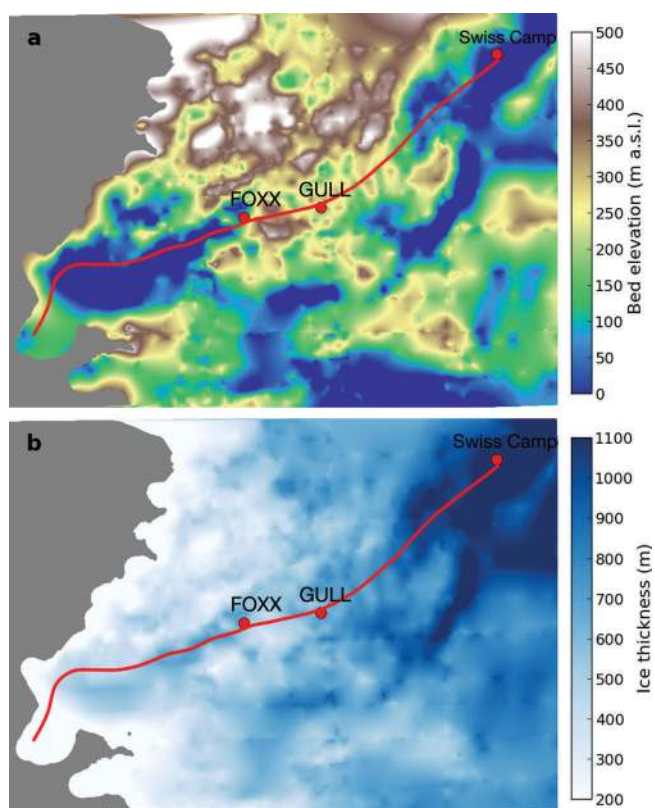 a
Swiss Camp
FOXX
GULL
500
450
400
350
300
250
200
150
100
50
0
Bed elevation (m a.s.l.)
b
Swiss Camp
FOXX
GULL
1100
1000
900
800
700
600
500
400
300
200
Ice thickness (m)